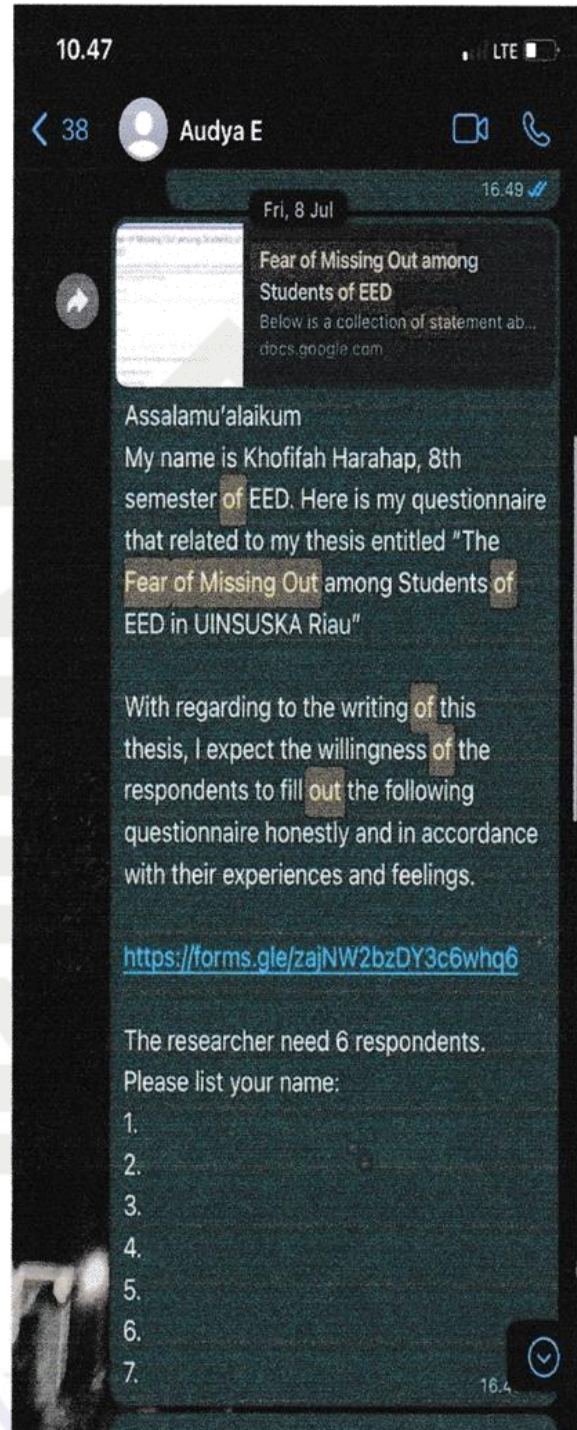 10.47
LTE
38
Audya E
16.49
Fri, 8 Jul
Fear of Missing Out among
Students of EED
Below is a collection of statement ab...
docs.google.com
Assalamu'alaikum
My name is Khofifah Harahap, 8th
semester of EED. Here is my questionnaire
that related to my thesis entitled "The
Fear of Missing Out among Students of
EED in UINSUSKA Riau"
With regarding to the writing of this
thesis, I expect the willingness of the
respondents to fill out the following
questionnaire honestly and in accordance
with their experiences and feelings.
https://forms.gle/zajNW2bzDY3c6whq6
The researcher need 6 respondents.
Please list your name:
1.
2.
3.
4.
5.
6.
7.